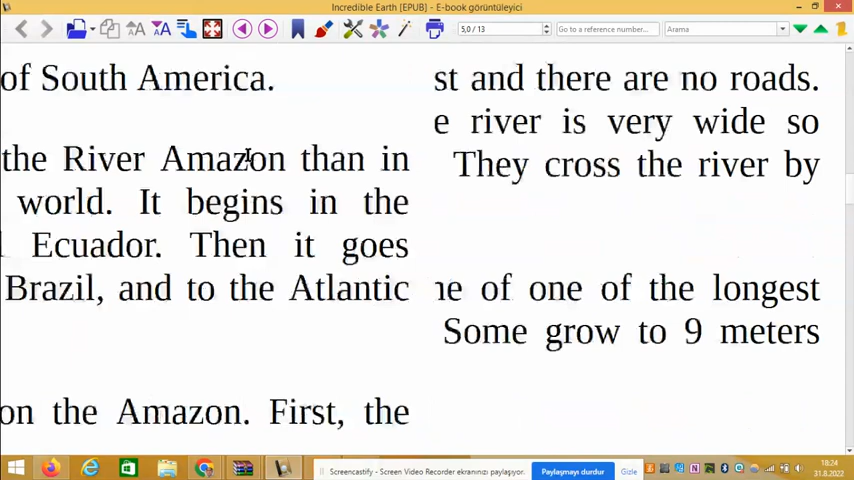 Incredible Earth [EPUB] - E-book görüntüleyici
5,0 / 13
Go to a reference number...
Arama
of South America.
the River Amazon than in
world. It begins in the
Ecuador. Then it goes
Brazil, and to the Atlantic
on the Amazon. First, the
st and there are no roads.
e river is very wide so
They cross the river by
ne of one of the longest
Some grow to 9 meters
Screencastify - Screen Video Recorder ekranınızı paylaşıyor.
Paylaşmayı durdur
Gizle
18:24
31.8.2022